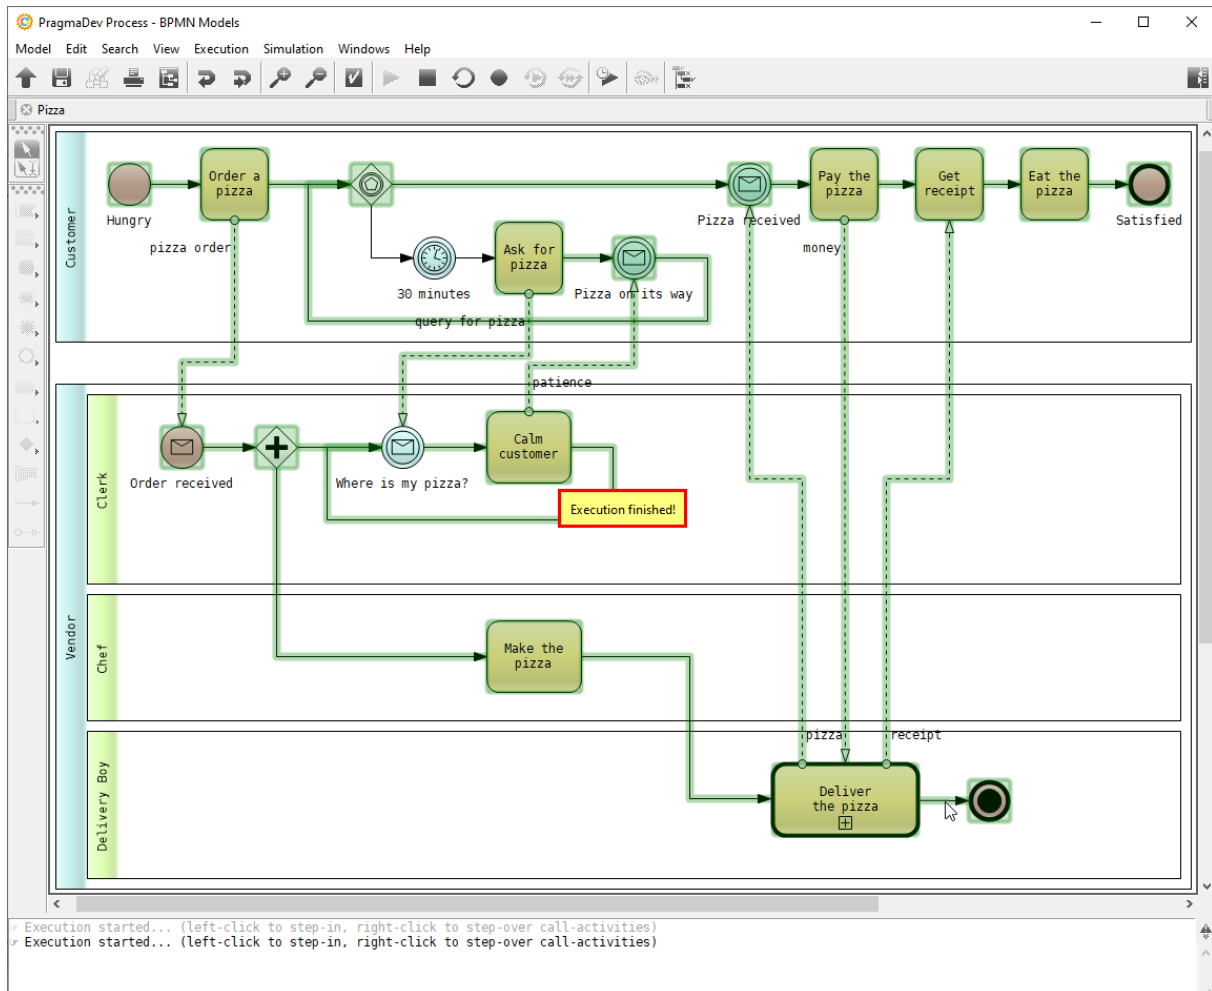 PragmaDev Process - BPMN Models
Model Edit Search View Execution Simulation Windows Help
Pizza
Customer
Hungry
Order a
pizza
pizza order
30 minutes
Ask for
pizza
query for pizza
Pizza on its way
patience
Pizza received
Pay the
pizza
money
Get
receipt
Eat the
pizza
Satisfied
Vendor
Clerk
Order received
Where is my pizza?
Calm
customer
Execution finished!
Chef
Make the
pizza
Delivery Boy
pizza
receipt
Deliver
the pizza
Execution started... (left-click to step-in, right-click to step-over call-activities)
Execution started... (left-click to step-in, right-click to step-over call-activities)